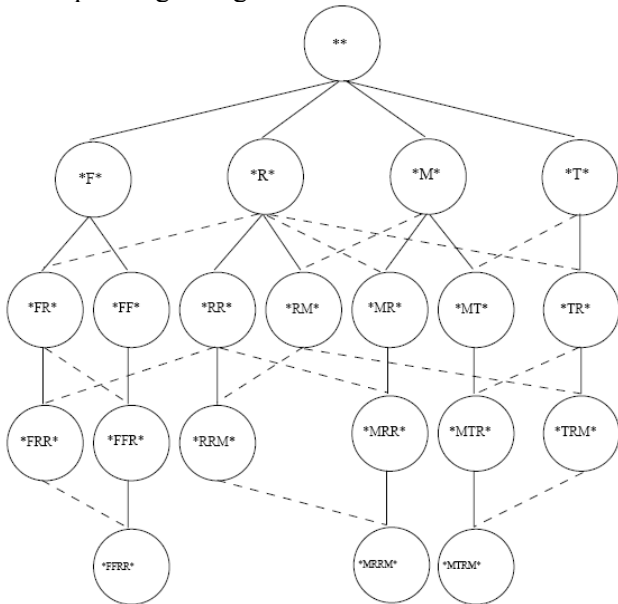 **
*F* *R* *M* *T*
*FR* *FF* *RR* *RM* *MR* *MT* *TR*
*FRR* *FFR* *RRM* *MRR* *MTR* *TRM*
*FFRR* *MRRM* *MTRM*